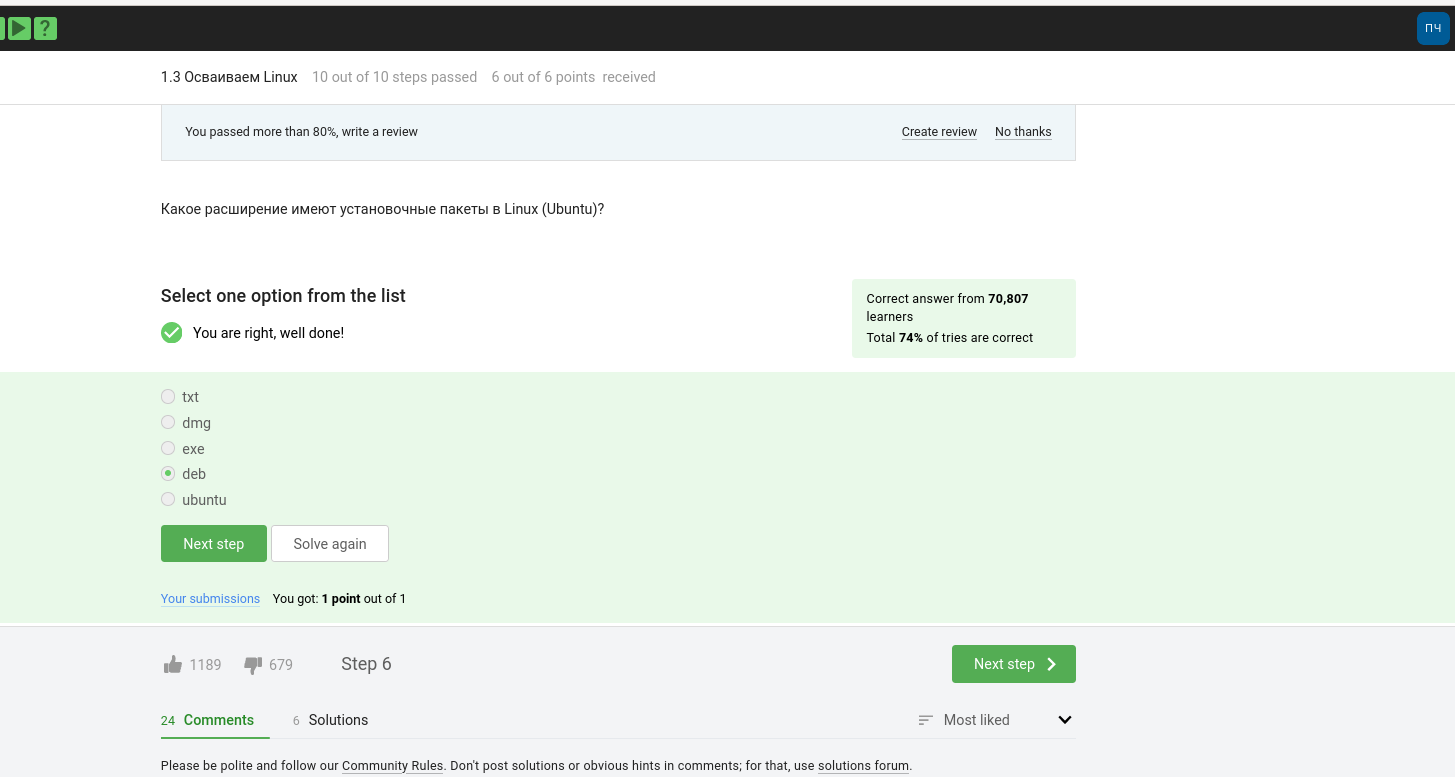 ?
ПЧ
1.3 Осваиваем Linux 10 out of 10 steps passed 6 out of 6 points received
You passed more than 80%, write a review Create review No thanks
Какое расширение имеют установочные пакеты в Linux (Ubuntu)?
Select one option from the list
You are right, well done!
Correct answer from 70,807
learners
Total 74% of tries are correct
txt
dmg
exe
deb
ubuntu
Next step Solve again
Your submissions You got: 1 point out of 1
1189 679 Step 6 Next step
24 Comments 6 Solutions Most liked
Please be polite and follow our Community Rules. Don't post solutions or obvious hints in comments; for that, use solutions forum.